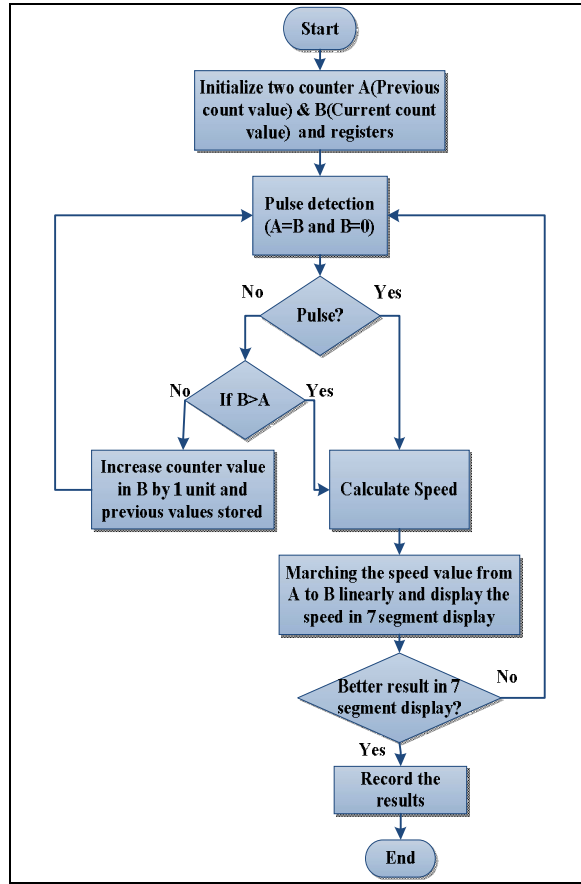 Start
Initialize two counter A(Previous
count value) & B(Current count
value) and registers
Pulse detection
(A=B and B=0)
No
Yes
Pulse?
No
Yes
If B>A
Increase counter value
in B by 1 unit and
previous values stored
Calculate Speed
Marching the speed value from
A to B linearly and display the
speed in 7 segment display
Better result in 7
segment display?
No
Yes
Record the
results
End